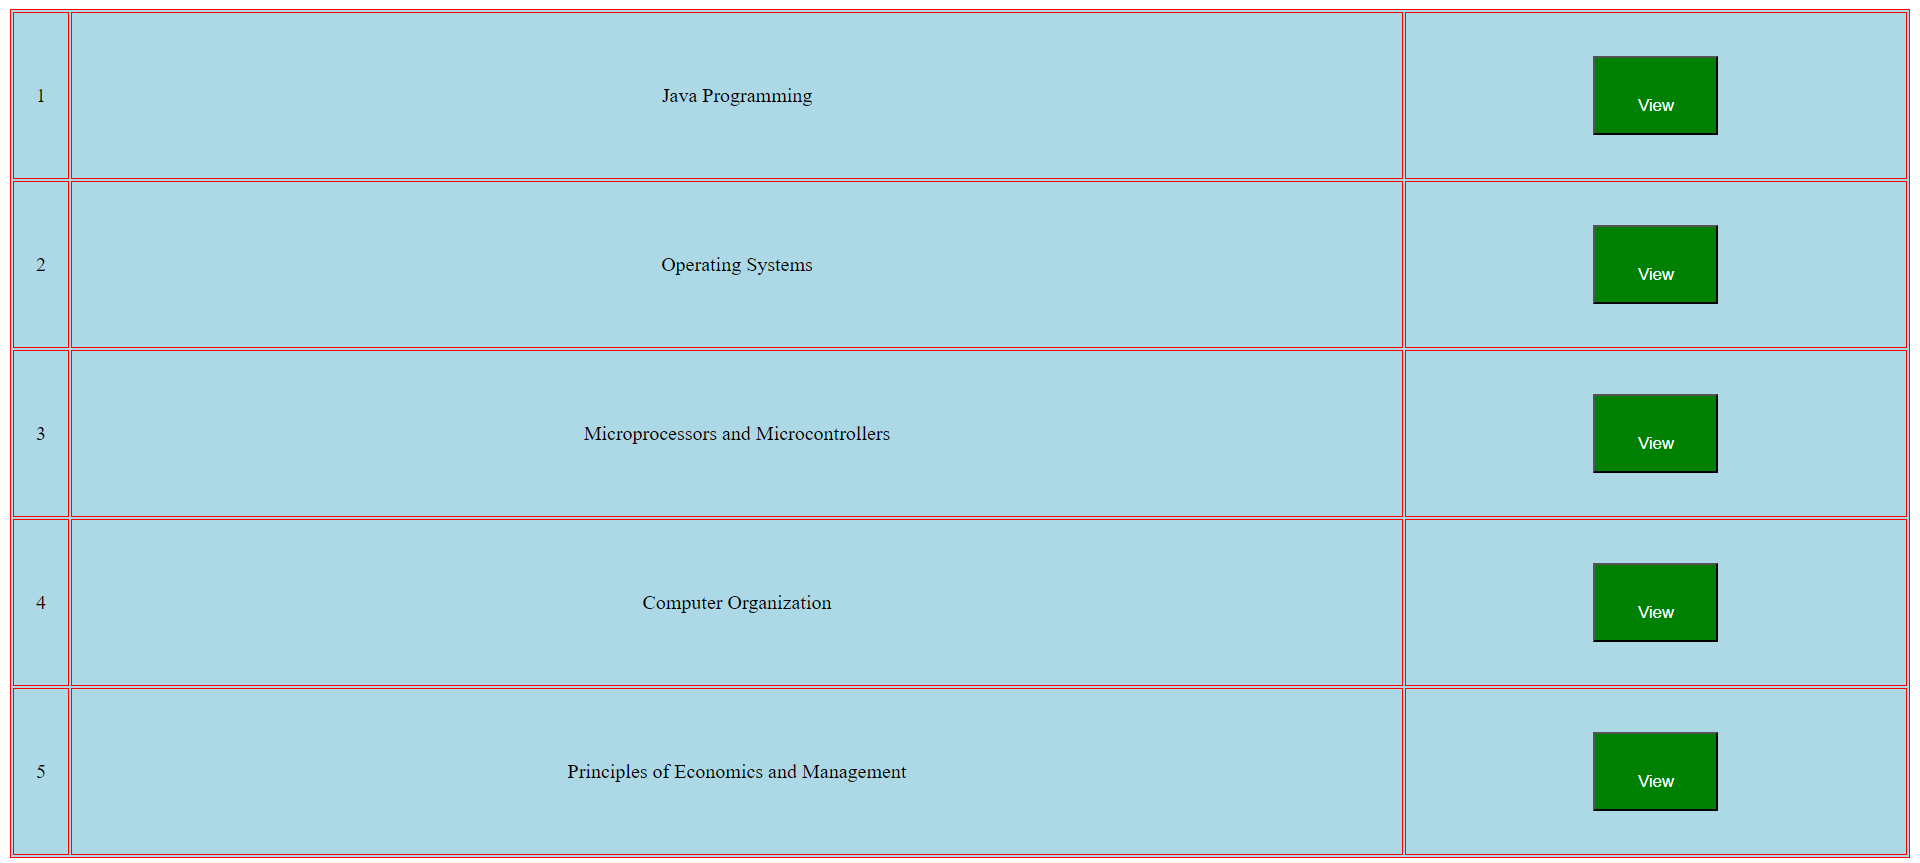 1 Java Programming View
2 Operating Systems View
3 Microprocessors and Microcontrollers View
4 Computer Organization View
5 Principles of Economics and Management View